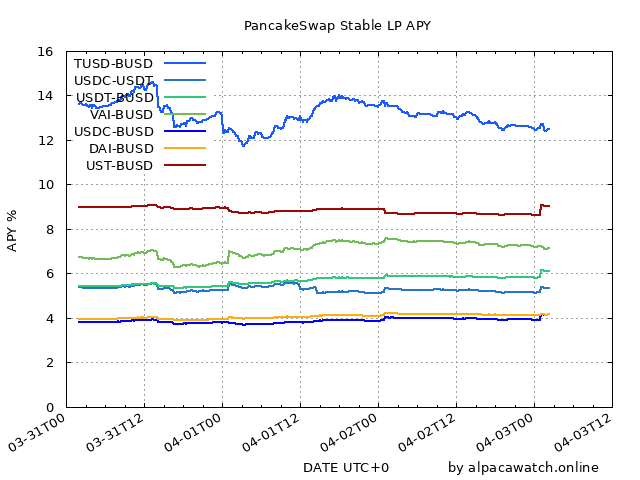 PancakeSwap Stable LP APY
16
14
12
10
8
6
4
2
0
APY %
TUSD-BUSD
USDC-USDT
USDT-BUSD
VAI-BUSD
USDC-BUSD
DAI-BUSD
UST-BUSD
03-31T00
03-31T12
04-01T00
04-01T12
04-02T00
04-02T12
04-03T00
04-03T12
DATE UTC+0
by alpacawatch.online